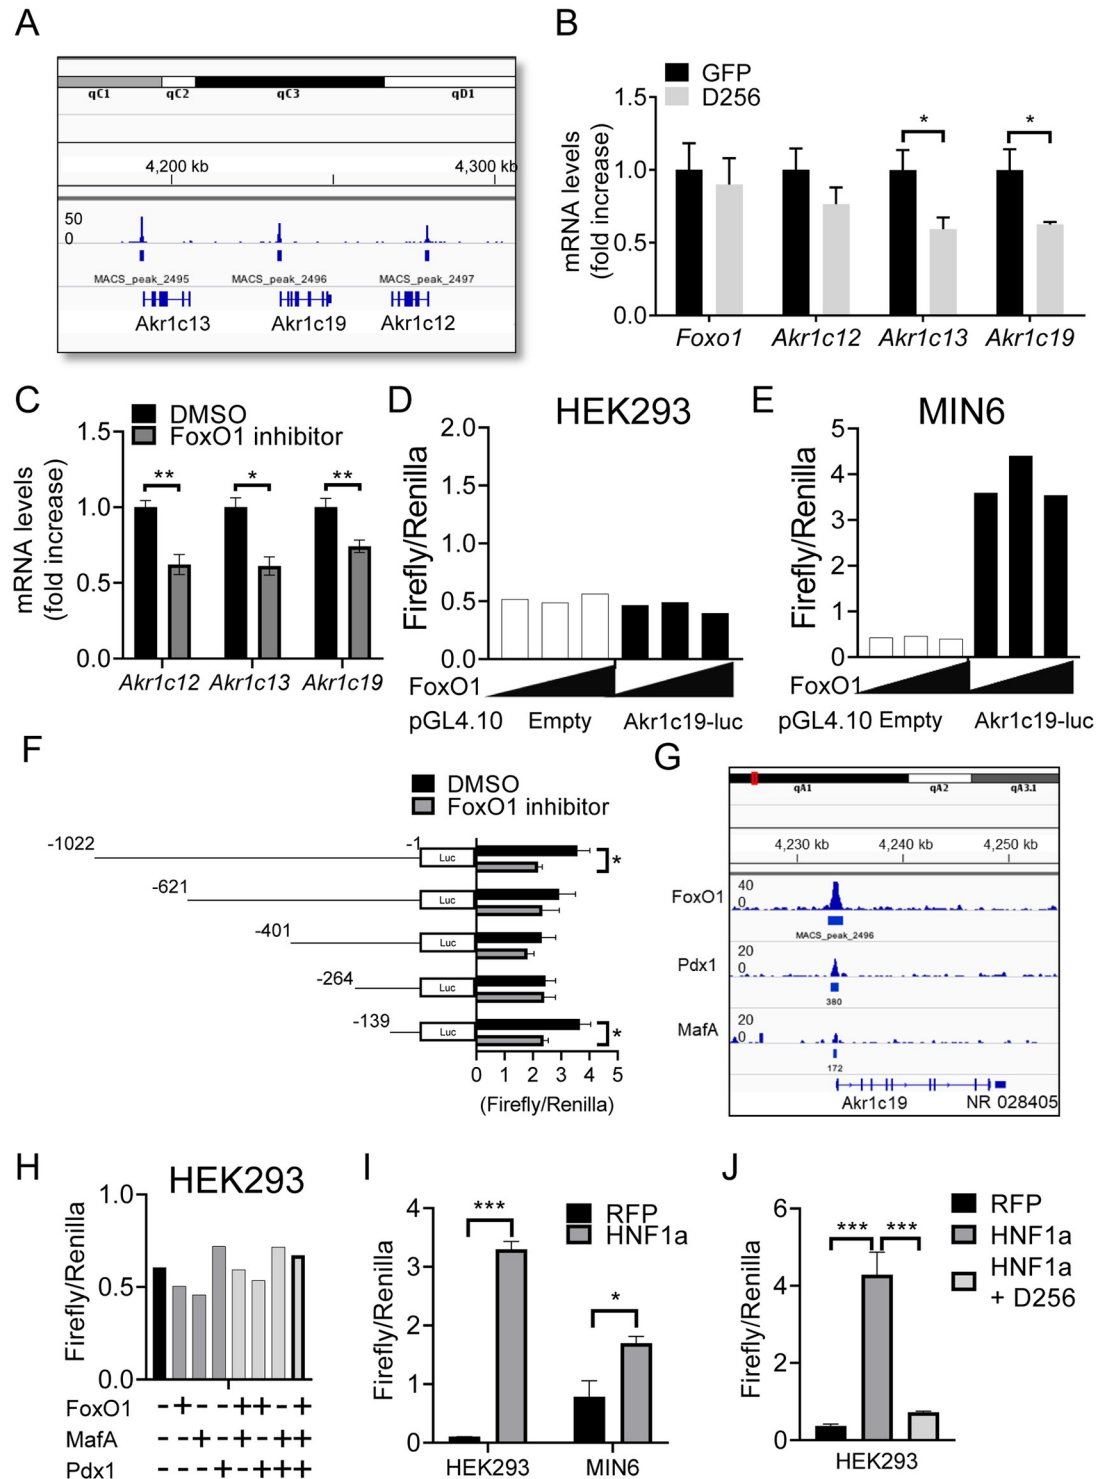 A
qC1 qC2 qC3 qD1
4,200 kb 4,300 kb
50
0
MACS_peak_2495 MACS_peak_2496 MACS_peak_2497
Akr1c13 Akr1c19 Akr1c12
B
GFP
D256
mRNA levels
(fold increase)
1.5
1.0
0.5
0.0
* *
Foxo1 Akr1c12 Akr1c13 Akr1c19
C
DMSO
FoxO1 inhibitor
mRNA levels
(fold increase)
1.5
1.0
0.5
0.0
** * **
Akr1c12 Akr1c13 Akr1c19
D
HEK293
Firefly/Renilla
2.0
1.5
1.0
0.5
0.0
FoxO1
pGL4.10 Empty Akr1c19-luc
E
MIN6
Firefly/Renilla
5
4
3
2
1
0
FoxO1
pGL4.10 Empty Akr1c19-luc
F
DMSO
FoxO1 inhibitor
-1022 -1 Luc *
-621 Luc
-401 Luc
-264 Luc
-139 Luc *
0 1 2 3 4 5
(Firefly/Renilla)
G
qA1 qA2 qA3.1
4,230 kb 4,240 kb 4,250 kb
FoxO1 40
0
MACS_peak_2496
Pdx1 20
0
380
MafA 20
0
172
Akr1c19 NR 028405
H
HEK293
Firefly/Renilla
1.0
0.5
0.0
FoxO1 - + - - + + - +
MafA - - + - + - + +
Pdx1 - - - + - + + +
I
RFP
HNF1a
Firefly/Renilla
4
3
2
1
0
*** *
HEK293 MIN6
J
RFP
HNF1a
HNF1a
+ D256
Firefly/Renilla
6
4
2
0
*** ***
HEK293